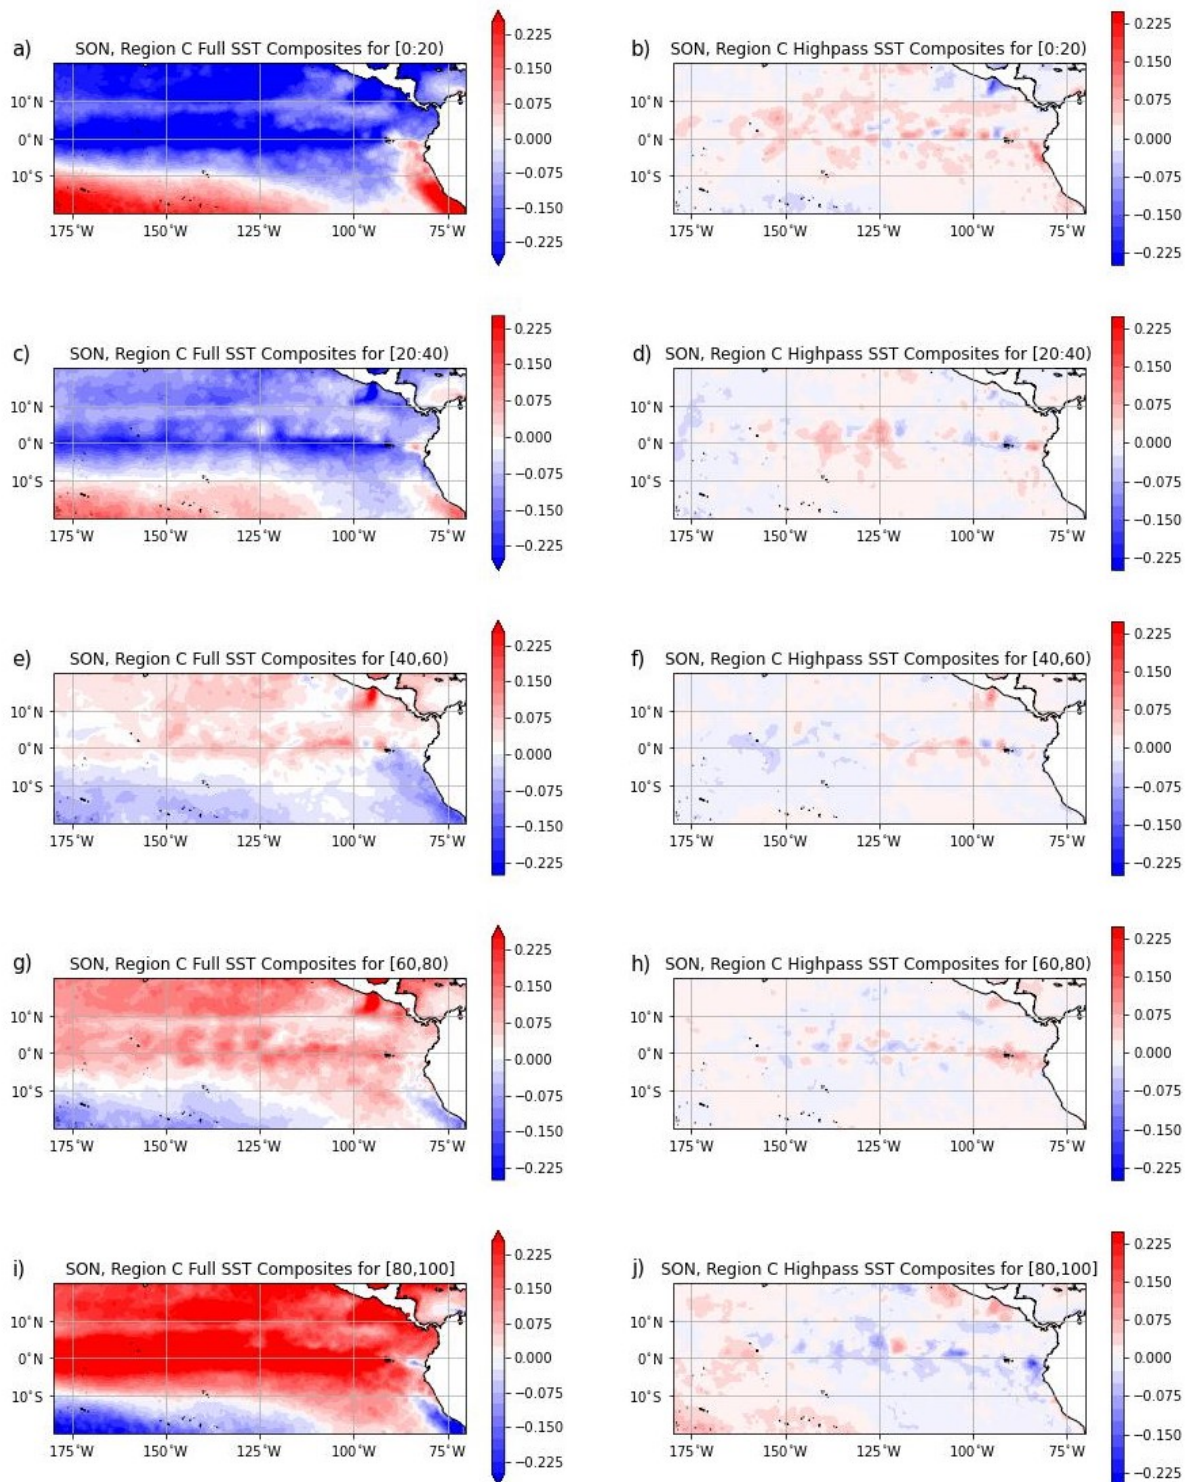 a) SON, Region C Full SST Composites for [0:20)
10°N
0°N
10°S
175°W 150°W 125°W 100°W 75°W
0.225
0.150
0.075
0.000
−0.075
−0.150
−0.225
b) SON, Region C Highpass SST Composites for [0:20)
10°N
0°N
10°S
175°W 150°W 125°W 100°W 75°W
0.225
0.150
0.075
0.000
−0.075
−0.150
−0.225
c) SON, Region C Full SST Composites for [20:40)
10°N
0°N
10°S
175°W 150°W 125°W 100°W 75°W
0.225
0.150
0.075
0.000
−0.075
−0.150
−0.225
d) SON, Region C Highpass SST Composites for [20:40)
10°N
0°N
10°S
175°W 150°W 125°W 100°W 75°W
0.225
0.150
0.075
0.000
−0.075
−0.150
−0.225
e) SON, Region C Full SST Composites for [40,60)
10°N
0°N
10°S
175°W 150°W 125°W 100°W 75°W
0.225
0.150
0.075
0.000
−0.075
−0.150
−0.225
f) SON, Region C Highpass SST Composites for [40,60)
10°N
0°N
10°S
175°W 150°W 125°W 100°W 75°W
0.225
0.150
0.075
0.000
−0.075
−0.150
−0.225
g) SON, Region C Full SST Composites for [60,80)
10°N
0°N
10°S
175°W 150°W 125°W 100°W 75°W
0.225
0.150
0.075
0.000
−0.075
−0.150
−0.225
h) SON, Region C Highpass SST Composites for [60,80)
10°N
0°N
10°S
175°W 150°W 125°W 100°W 75°W
0.225
0.150
0.075
0.000
−0.075
−0.150
−0.225
i) SON, Region C Full SST Composites for [80,100]
10°N
0°N
10°S
175°W 150°W 125°W 100°W 75°W
0.225
0.150
0.075
0.000
−0.075
−0.150
−0.225
j) SON, Region C Highpass SST Composites for [80,100]
10°N
0°N
10°S
175°W 150°W 125°W 100°W 75°W
0.225
0.150
0.075
0.000
−0.075
−0.150
−0.225